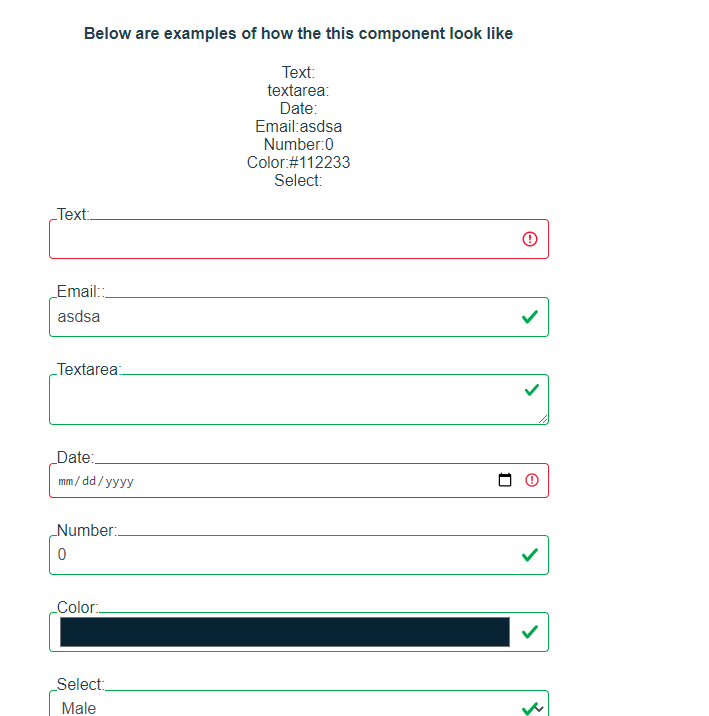 Below are examples of how the this component look like
Text:
textarea:
Date:
Email:asdsa
Number:0
Color:#112233
Select:
Text:
Email::
asdsa
Textarea:
Date:
mm/dd/yyyy
Number:
0
Color:
Select:
Male